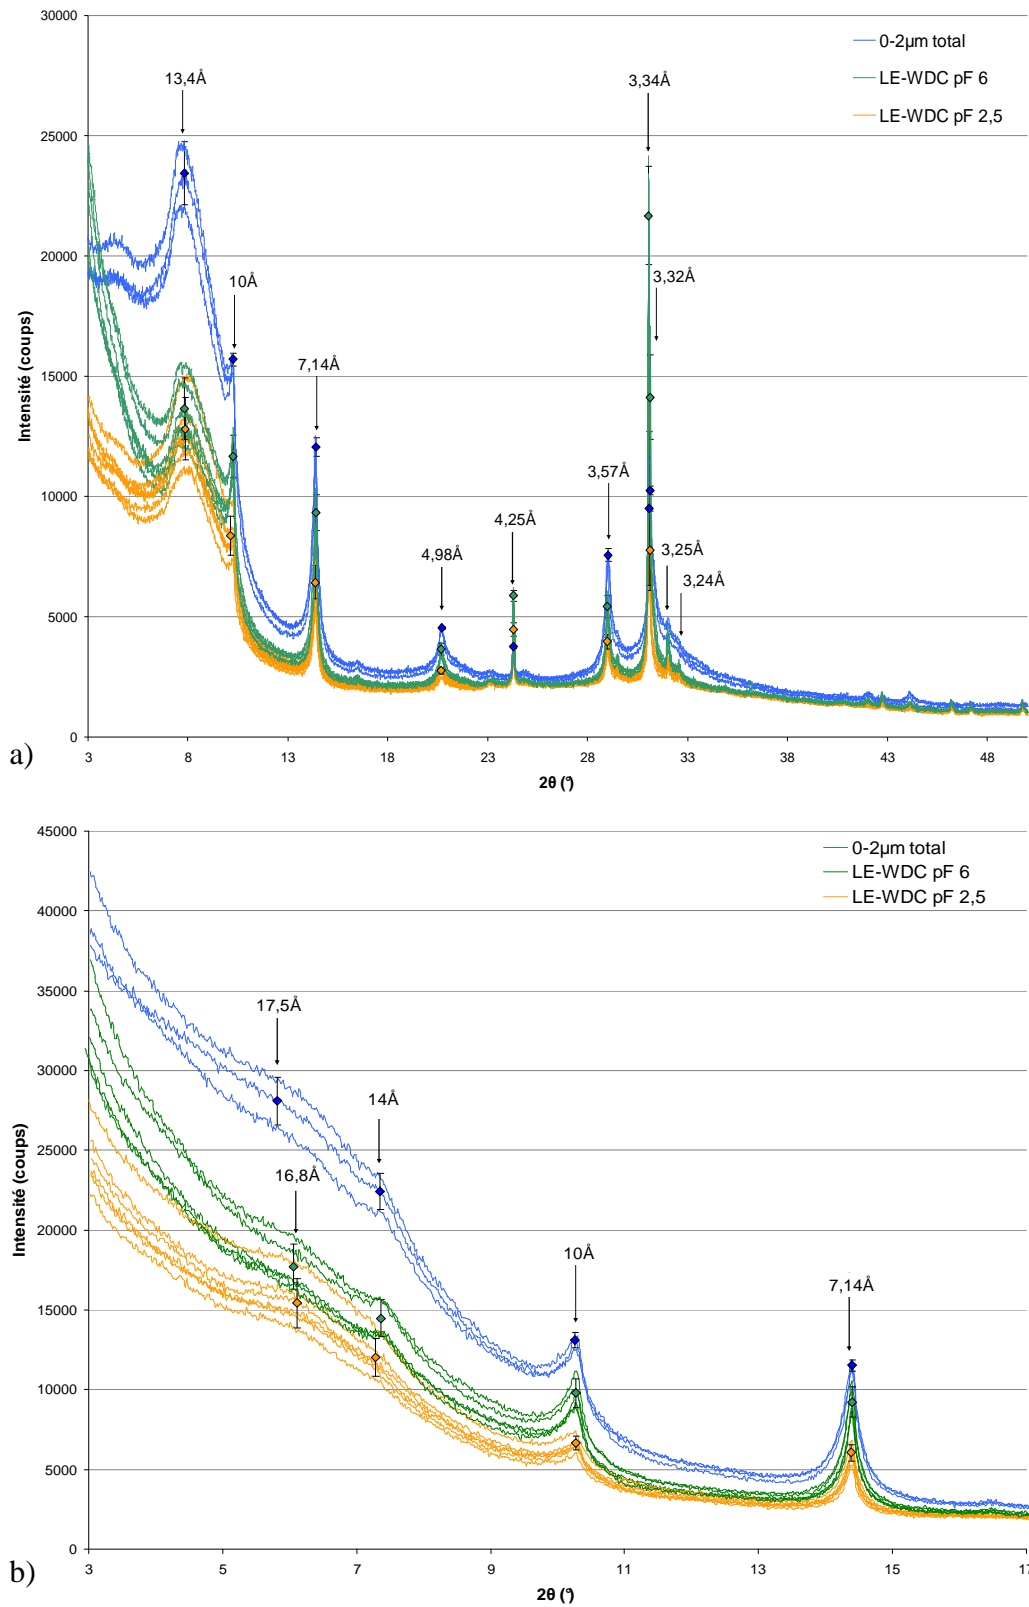 30000
25000
20000
15000
10000
5000
0
Intensité (coups)
0-2µm total
LE-WDC pF 6
LE-WDC pF 2,5
13,4Å
10Å
7,14Å
4,98Å
4,25Å
3,57Å
3,34Å
3,32Å
3,25Å
3,24Å
3 8 13 18 23 28 33 38 43 48
2θ (°)
a)
45000
40000
35000
30000
25000
20000
15000
10000
5000
0
Intensité (coups)
0-2µm total
LE-WDC pF 6
LE-WDC pF 2,5
17,5Å
14Å
16,8Å
10Å
7,14Å
3 5 7 9 11 13 15 17
2θ (°)
b)